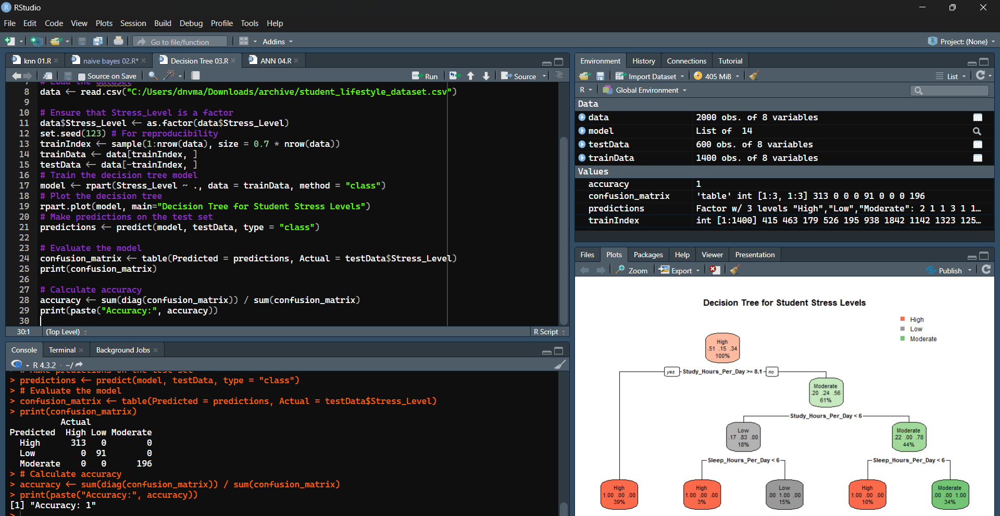 RStudio
File Edit Code View Plots Session Build Debug Profile Tools Help
Go to file/function Addins Project: (None)
knn 01.R naive bayes 02.R* Decision Tree 03.R ANN 04.R
Source on Save Run Source
7 # Load the dataset
8 data <- read.csv("C:/Users/dnvma/Downloads/archive/student_lifestyle_dataset.csv")
9
10 # Ensure that Stress_Level is a factor
11 data$Stress_Level <- as.factor(data$Stress_Level)
12 set.seed(123) # For reproducibility
13 trainIndex <- sample(1:nrow(data), size = 0.7 * nrow(data))
14 trainData <- data[trainIndex, ]
15 testData <- data[-trainIndex, ]
16 # Train the decision tree model
17 model <- rpart(Stress_Level ~ ., data = trainData, method = "class")
18 # Plot the decision tree
19 rpart.plot(model, main="Decision Tree for Student Stress Levels")
20 # Make predictions on the test set
21 predictions <- predict(model, testData, type = "class")
22
23 # Evaluate the model
24 confusion_matrix <- table(Predicted = predictions, Actual = testData$Stress_Level)
25 print(confusion_matrix)
26
27 # Calculate accuracy
28 accuracy <- sum(diag(confusion_matrix)) / sum(confusion_matrix)
29 print(paste("Accuracy:", accuracy))
30
30:1 (Top Level) R Script
Console Terminal Background Jobs
R 4.3.2 · ~/
> # Make predictions on the test set
> predictions <- predict(model, testData, type = "class")
> # Evaluate the model
> confusion_matrix <- table(Predicted = predictions, Actual = testData$Stress_Level)
> print(confusion_matrix)
Actual
Predicted High Low Moderate
High 313 0 0
Low 0 91 0
Moderate 0 0 196
> # Calculate accuracy
> accuracy <- sum(diag(confusion_matrix)) / sum(confusion_matrix)
> print(paste("Accuracy:", accuracy))
[1] "Accuracy: 1"
>
Environment History Connections Tutorial
Import Dataset 405 MiB List
R Global Environment
Data
data 2000 obs. of 8 variables
model List of 14
testData 600 obs. of 8 variables
trainData 1400 obs. of 8 variables
Values
accuracy 1
confusion_matrix 'table' int [1:3, 1:3] 313 0 0 0 91 0 0 0 196
predictions Factor w/ 3 levels "High","Low","Moderate": 2 1 1 3 1 1…
trainIndex int [1:1400] 415 463 179 526 195 938 1842 1142 1323 125…
Files Plots Packages Help Viewer Presentation
Zoom Export Publish
Decision Tree for Student Stress Levels
High
Low
Moderate
High
.51 .15 .34
100%
yes Study_Hours_Per_Day >= 8.1 no
Moderate
.20 .24 .56
61%
Study_Hours_Per_Day < 6
Low
.17 .83 .00
18%
Moderate
.22 .00 .78
44%
Sleep_Hours_Per_Day < 6
Sleep_Hours_Per_Day < 6
High
1.00 .00 .00
39%
High
1.00 .00 .00
3%
Low
.00 1.00 .00
15%
High
1.00 .00 .00
10%
Moderate
.00 .00 1.00
34%